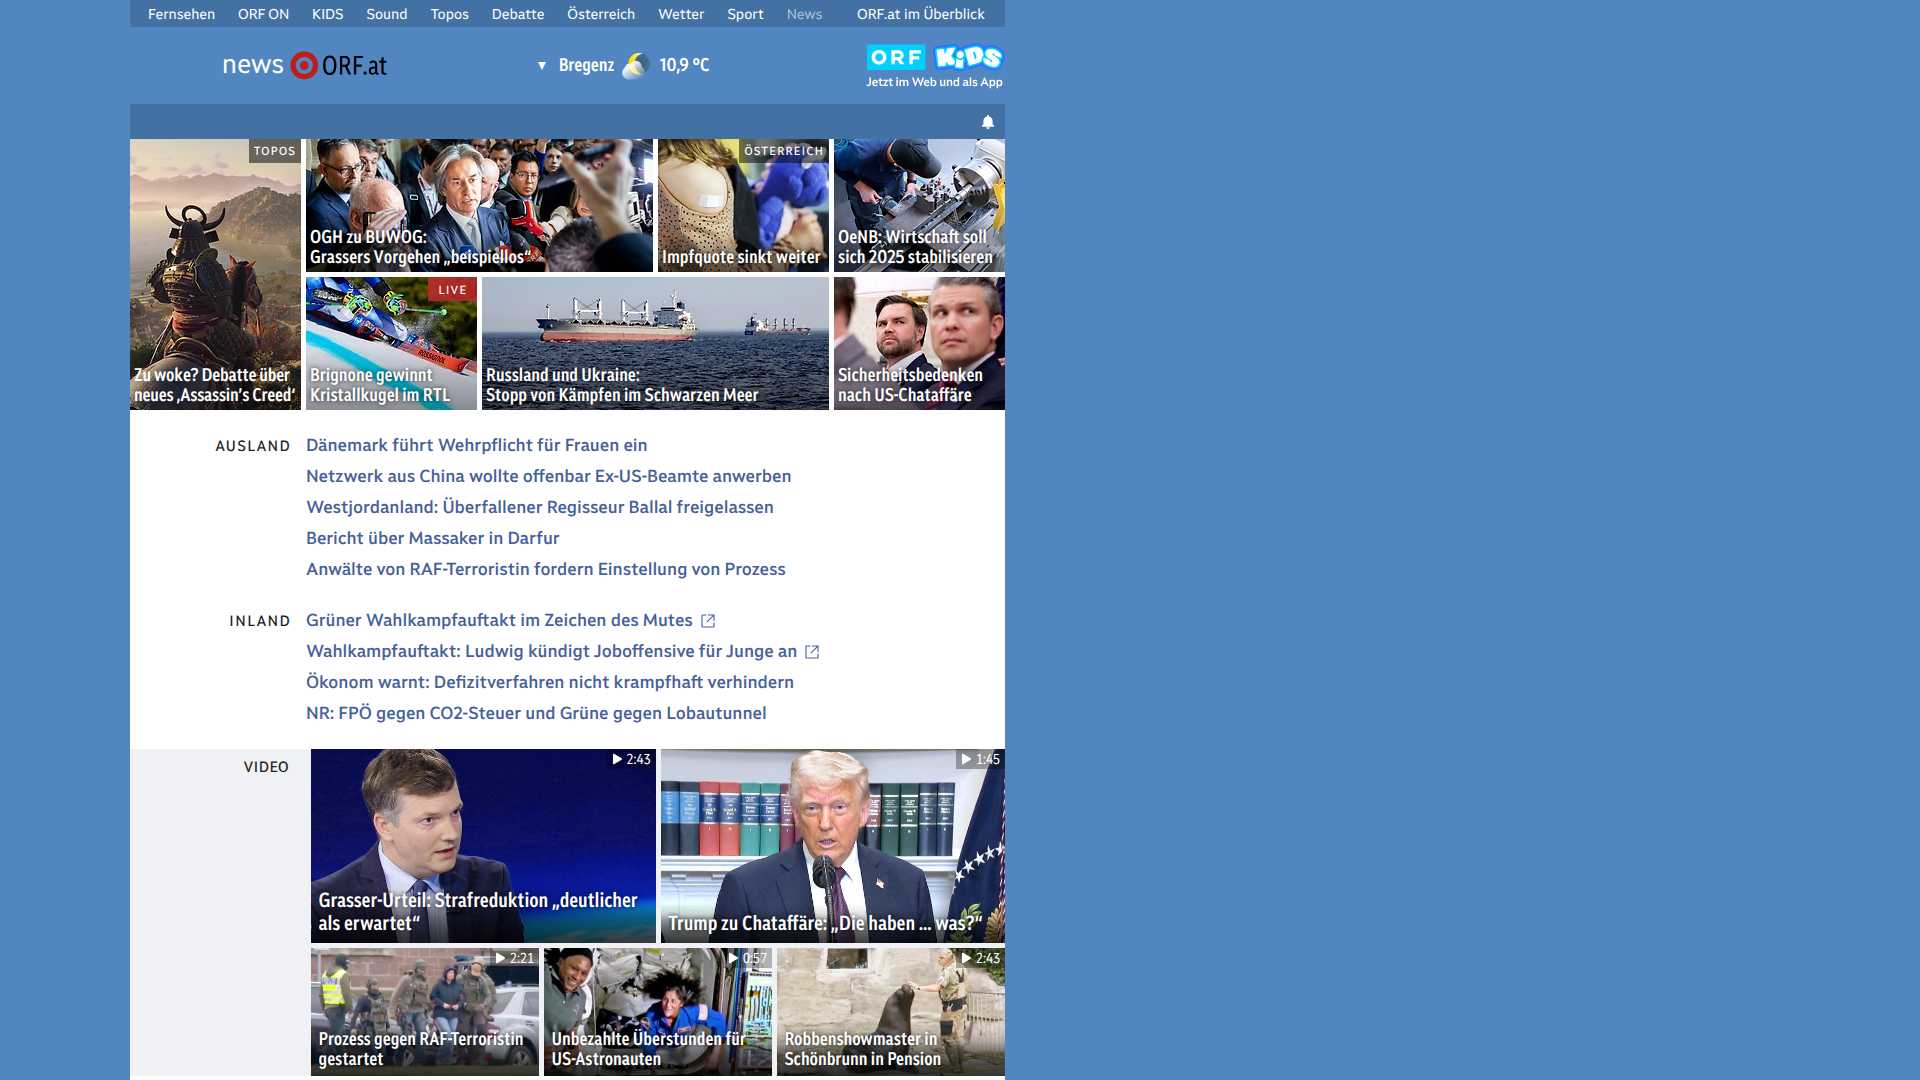 Fernsehen ORF ON KIDS Sound Topos Debatte Österreich Wetter Sport News ORF.at im Überblick
news ORF.at
Bregenz 10,9 °C
ORF KiDS
Jetzt im Web und als App
TOPOS
Zu woke? Debatte über
neues ‚Assassin’s Creed‘
OGH zu BUWOG:
Grassers Vorgehen „beispiellos“
ÖSTERREICH
Impfquote sinkt weiter
OeNB: Wirtschaft soll
sich 2025 stabilisieren
LIVE
Brignone gewinnt
Kristallkugel im RTL
Russland und Ukraine:
Stopp von Kämpfen im Schwarzen Meer
Sicherheitsbedenken
nach US-Chataffäre
AUSLAND
Dänemark führt Wehrpflicht für Frauen ein
Netzwerk aus China wollte offenbar Ex-US-Beamte anwerben
Westjordanland: Überfallener Regisseur Ballal freigelassen
Bericht über Massaker in Darfur
Anwälte von RAF-Terroristin fordern Einstellung von Prozess
INLAND
Grüner Wahlkampfauftakt im Zeichen des Mutes
Wahlkampfauftakt: Ludwig kündigt Joboffensive für Junge an
Ökonom warnt: Defizitverfahren nicht krampfhaft verhindern
NR: FPÖ gegen CO2-Steuer und Grüne gegen Lobautunnel
VIDEO
2:43
Grasser-Urteil: Strafreduktion „deutlicher
als erwartet“
1:45
Trump zu Chataffäre: „Die haben ... was?“
2:21
Prozess gegen RAF-Terroristin
gestartet
0:57
Unbezahlte Überstunden für
US-Astronauten
2:43
Robbenshowmaster in
Schönbrunn in Pension